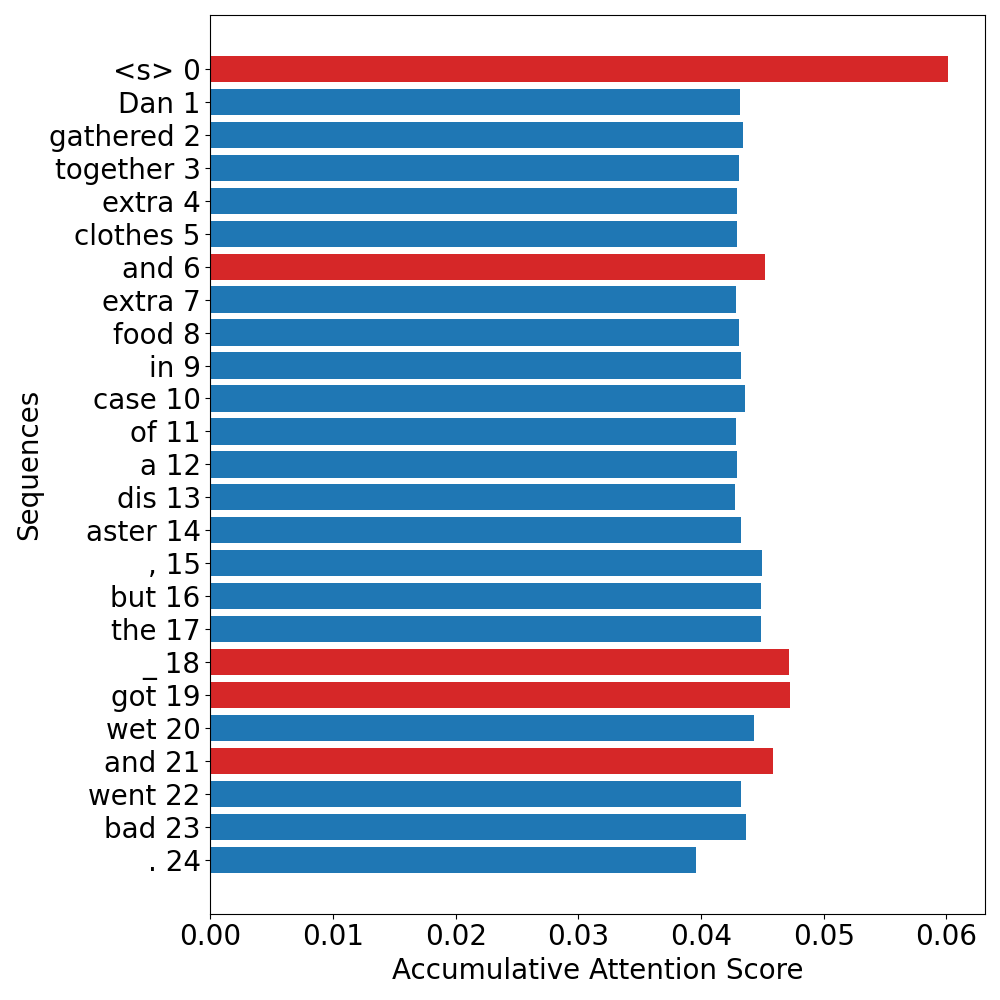 <s> 0
Dan 1
gathered 2
together 3
extra 4
clothes 5
and 6
extra 7
food 8
in 9
case 10
of 11
a 12
dis 13
aster 14
, 15
but 16
the 17
_ 18
got 19
wet 20
and 21
went 22
bad 23
. 24
Sequences
0.00 0.01 0.02 0.03 0.04 0.05 0.06
Accumulative Attention Score